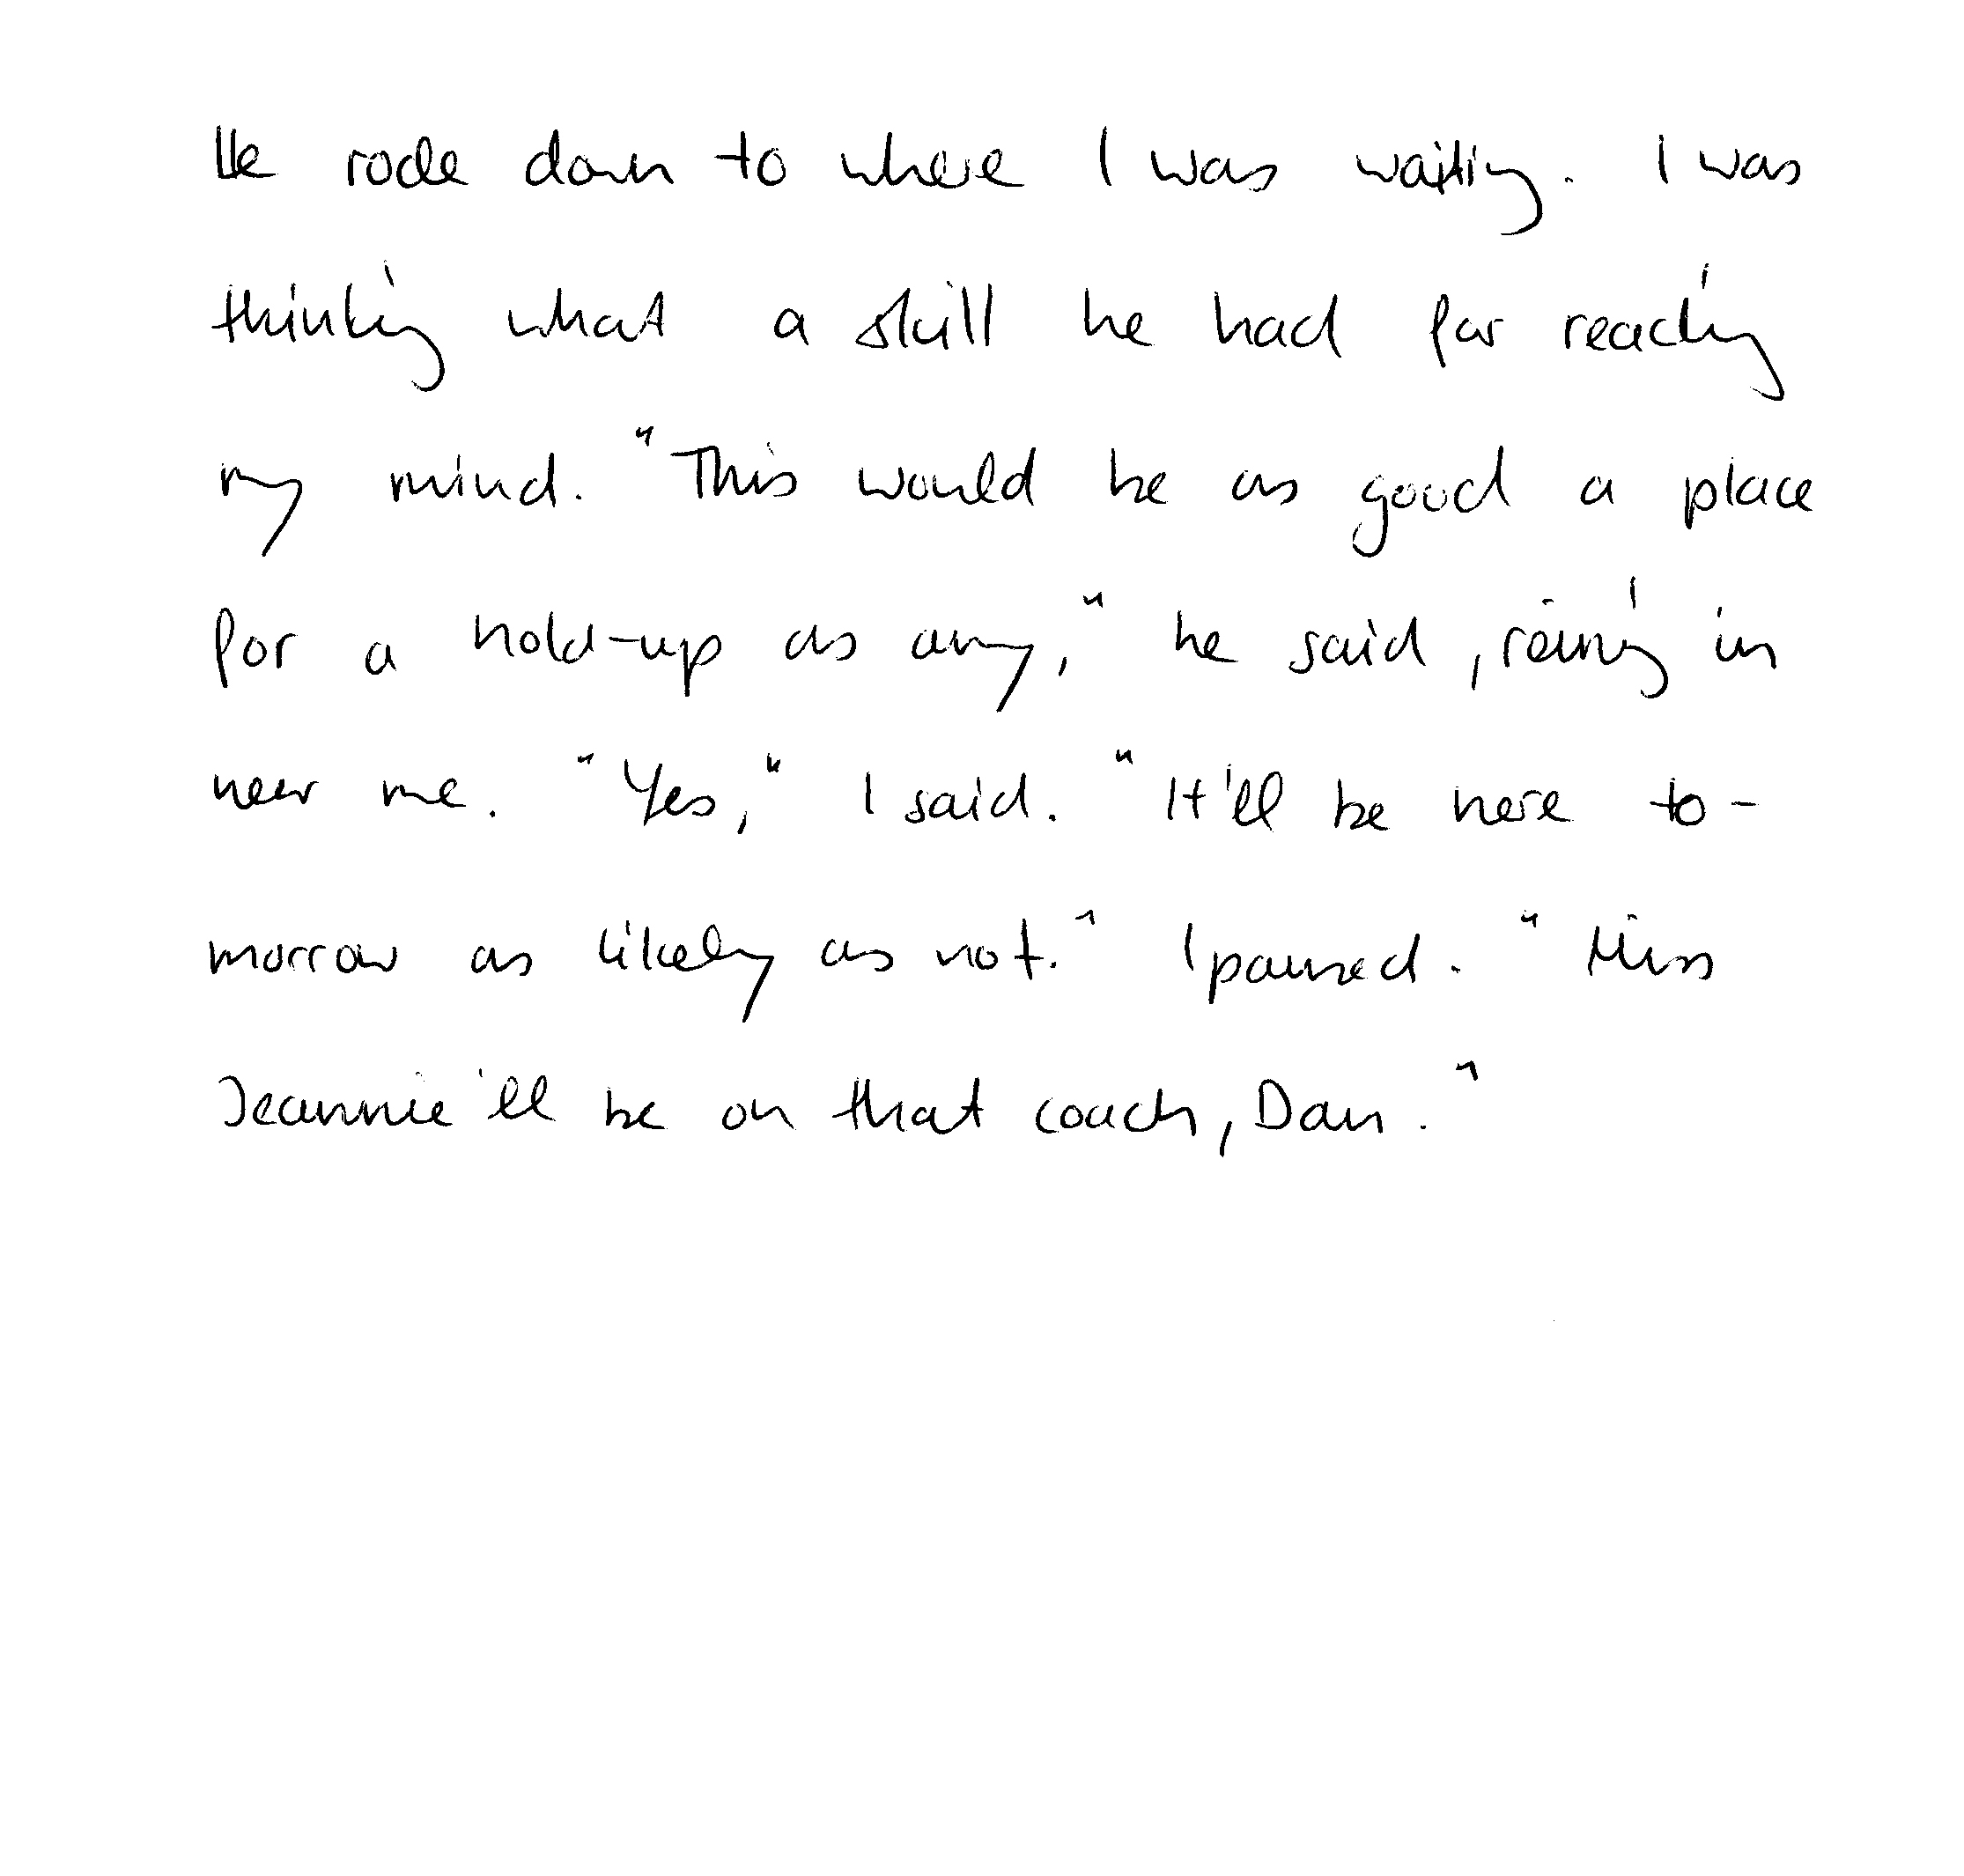 He rode down to where I was waiting. I was
thinking what a skill he had for reading
my mind. "This would be as good a place
for a hold-up as any," he said, reining in
near me. "Yes," I said. "It'll be here to-
morrow as likely as not." I paused. "Miss
Jeannie'll be on that coach, Dan."